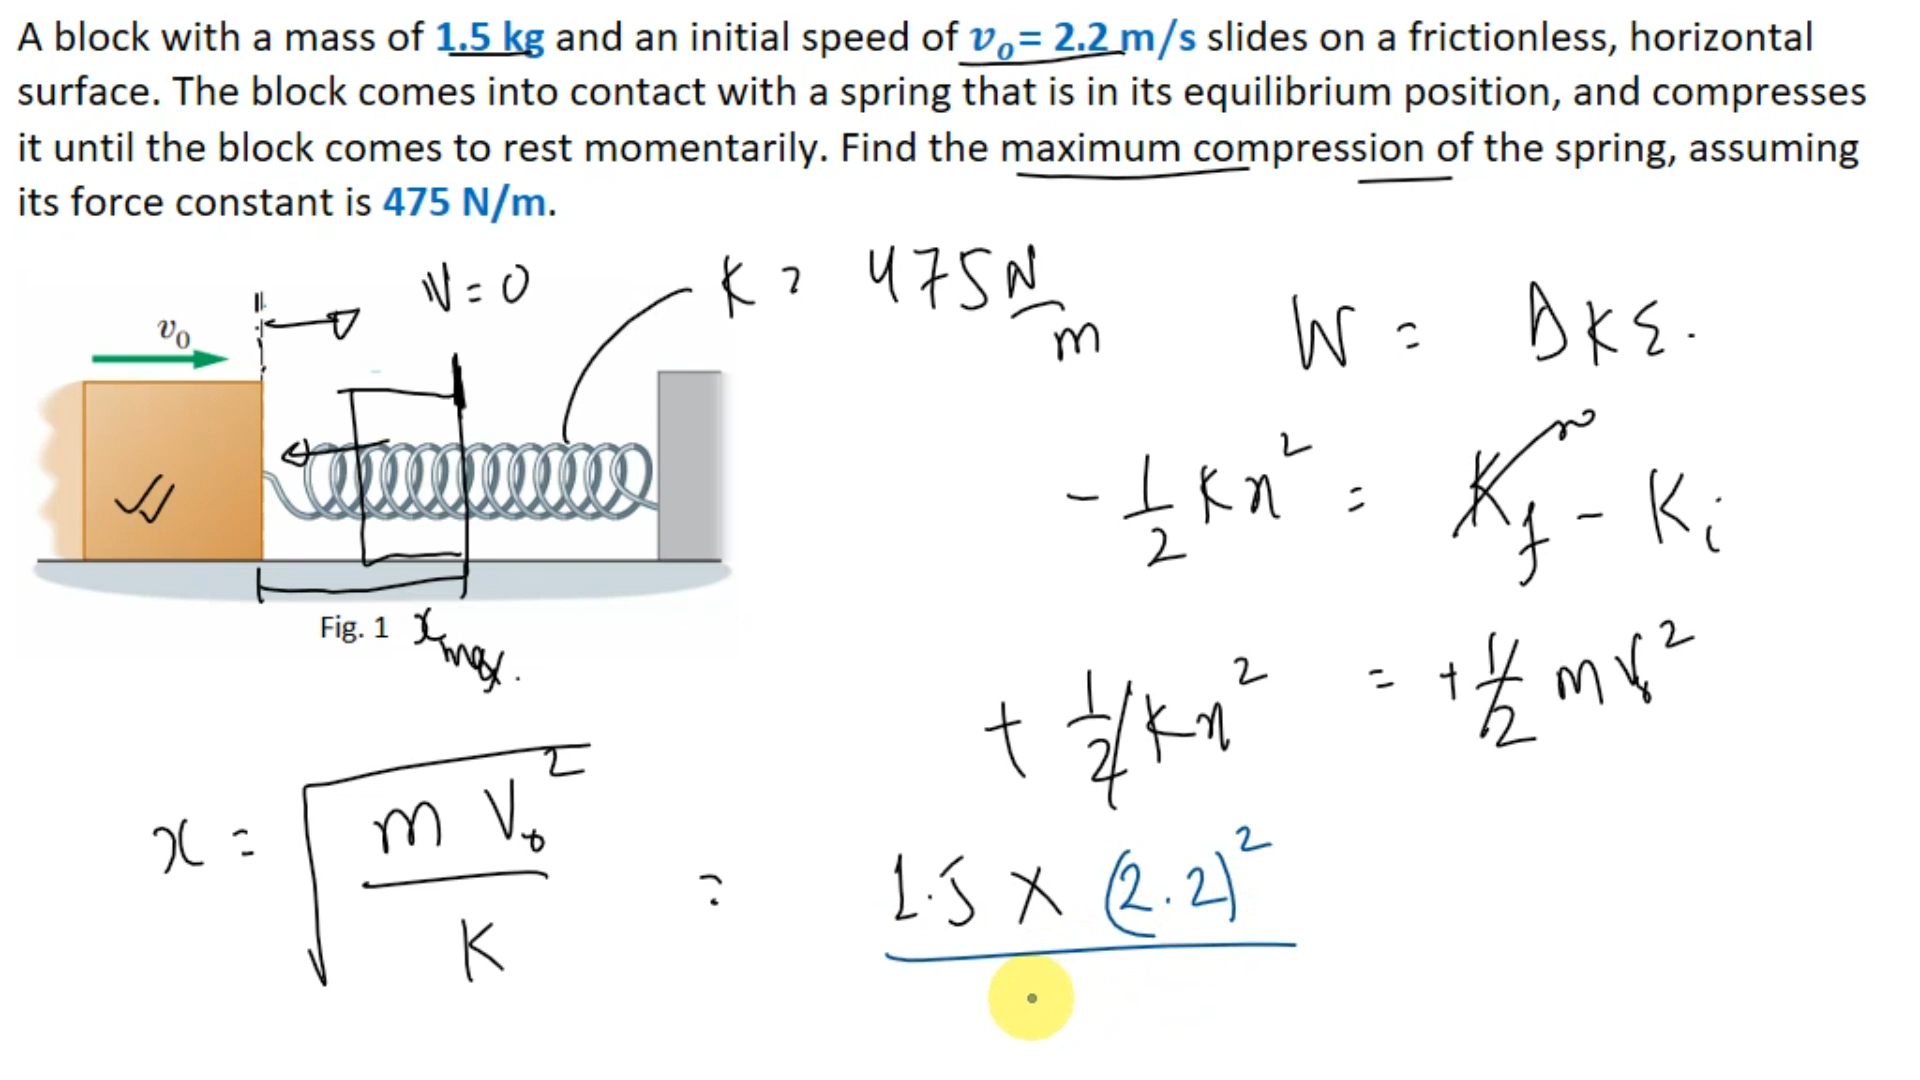 A block with a mass of 1.5 kg and an initial speed of v₀= 2.2 m/s slides on a frictionless, horizontal
surface. The block comes into contact with a spring that is in its equilibrium position, and compresses
it until the block comes to rest momentarily. Find the maximum compression of the spring, assuming
its force constant is 475 N/m.
V=0
K = 475 N/m
v₀
W = ΔKE.
-1/2 Kx² = K_f - K_i
Fig. 1
x_max.
+ 1/2 Kx² = + 1/2 m V₀²
x = √(m V₀² / K) = 1.5 × (2.2)²